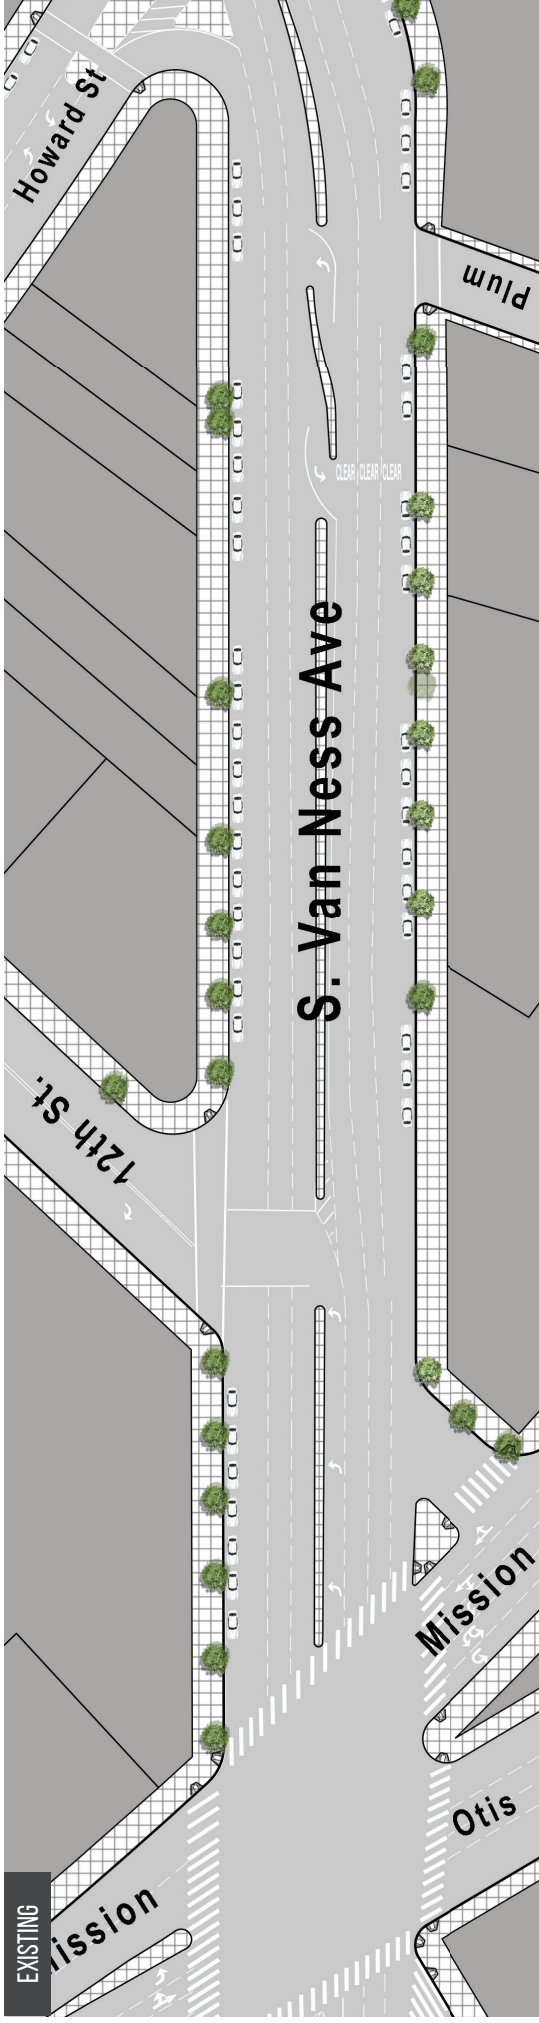 Howard St
Plum
CLEAR CLEAR CLEAR
S. Van Ness Ave
12th St.
Mission
Otis
ission
EXISTING